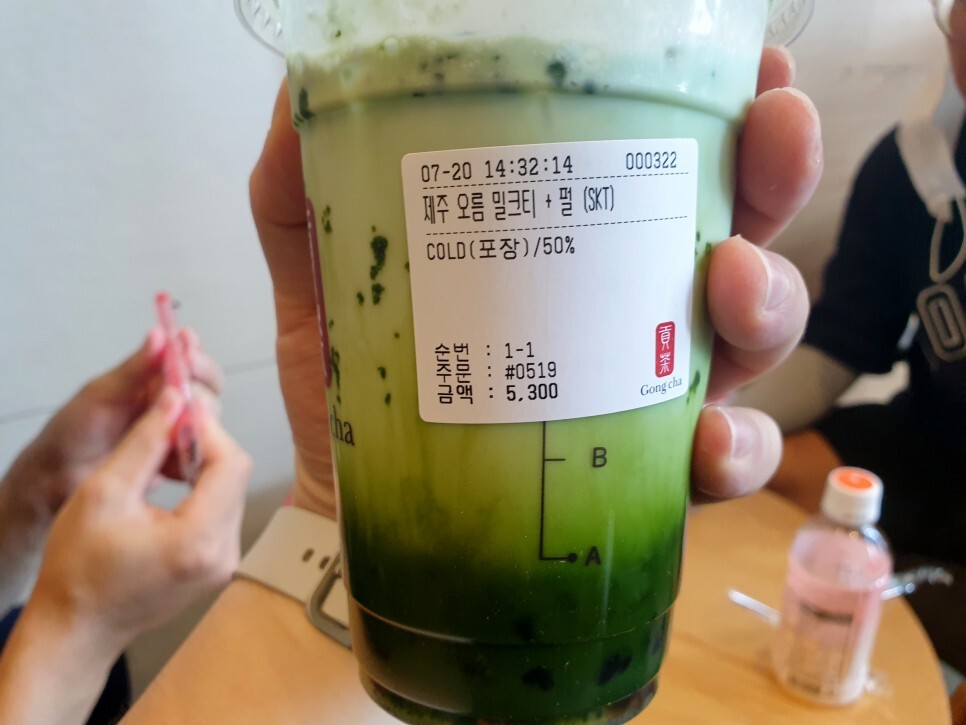 07-20 14:32:14 000322
제주 오름 밀크티 + 펄 (SKT)
COLD(포장)/50%
순번 : 1-1
주문 : #0519
금액 : 5,300
貢茶
Gong cha
cha
B
A